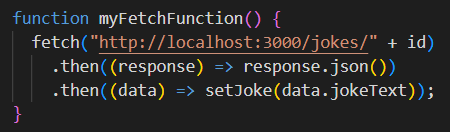 function myFetchFunction() {
  fetch("http://localhost:3000/jokes/" + id)
    .then((response) => response.json())
    .then((data) => setJoke(data.jokeText));
}